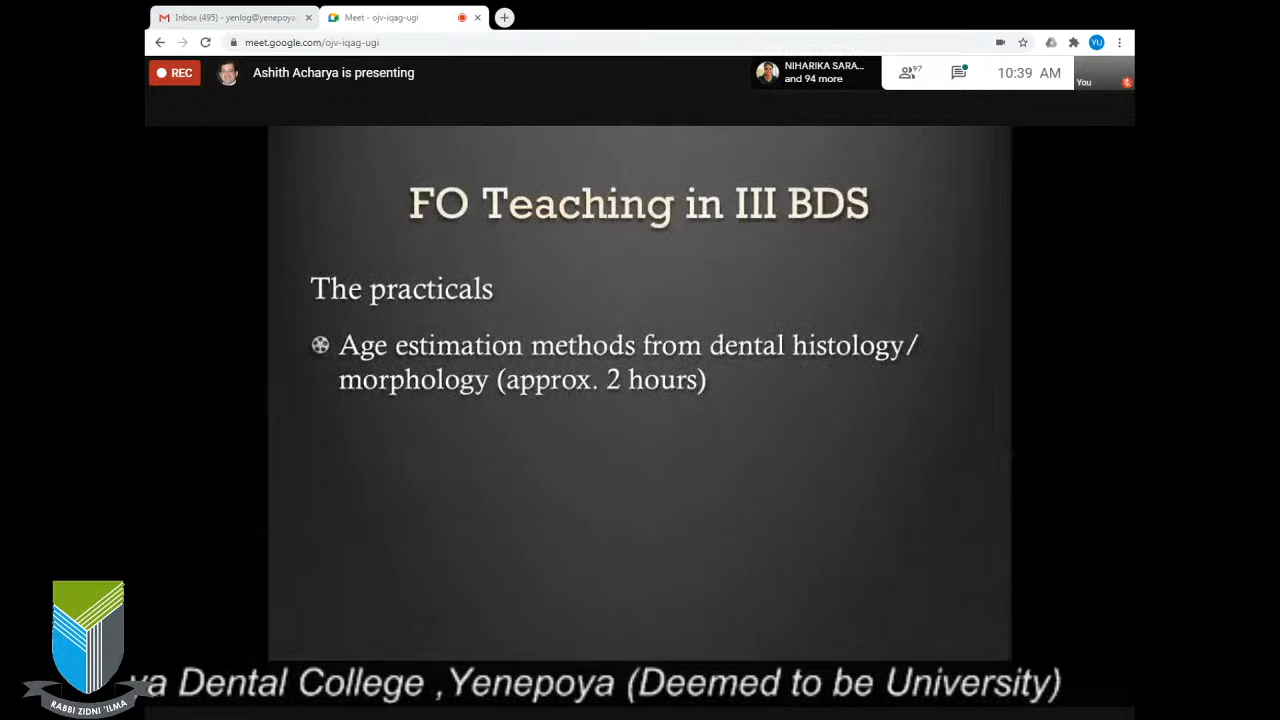 Inbox (495) - yenlog@yenepoya
Meet - ojv-iqag-ugi
meet.google.com/ojv-iqag-ugi
YU
REC
Ashith Acharya is presenting
NIHARIKA SARA...
and 94 more
97
10:39 AM
You
FO Teaching in III BDS
The practicals
Age estimation methods from dental histology/
morphology (approx. 2 hours)
Dental College ,Yenepoya (Deemed to be University)
RABBI ZIDNI 'ILMA